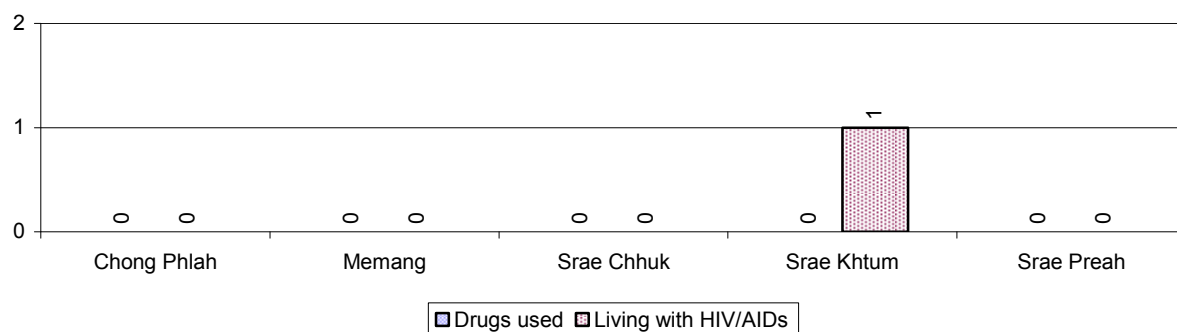 2
1
0
0 0 0 0 0 0 0 1 0 0
Chong Phlah Memang Srae Chhuk Srae Khtum Srae Preah
Drugs used Living with HIV/AIDs